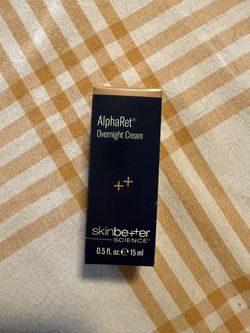 AlphaRet®
Overnight Cream
++
skinbetter
SCIENCE®
0.5 fl. oz. ℮ 15 ml